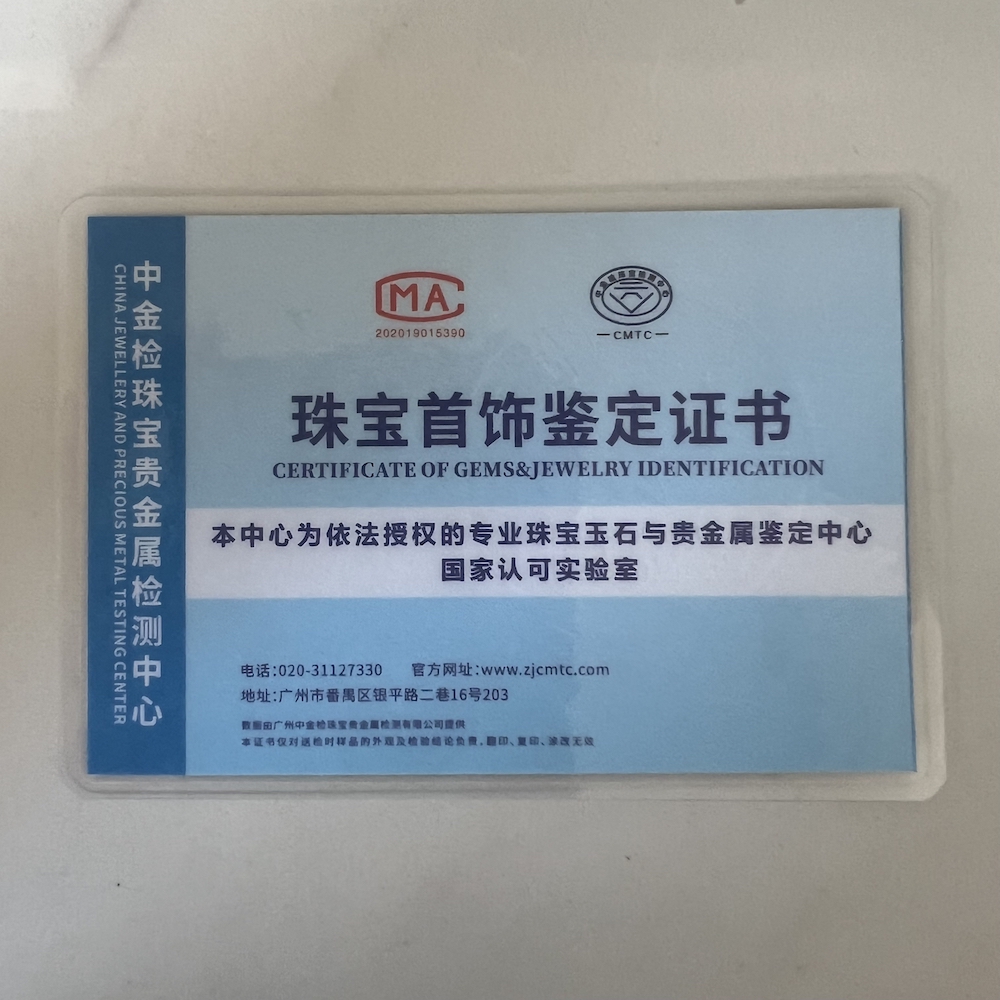 中金检珠宝贵金属检测中心
CHINA JEWELLERY AND PRECIOUS METAL TESTING CENTER
CMA
202019015390
CMTC
珠宝首饰鉴定证书
CERTIFICATE OF GEMS&JEWELRY IDENTIFICATION
本中心为依法授权的专业珠宝玉石与贵金属鉴定中心
国家认可实验室
电话:020-31127330 官方网址:www.zjcmtc.com
地址:广州市番禺区银平路二巷16号203
数据由广州中金检珠宝贵金属检测有限公司提供
本证书仅对送检时样品的外观及检验结论负责,翻印、复印、涂改无效